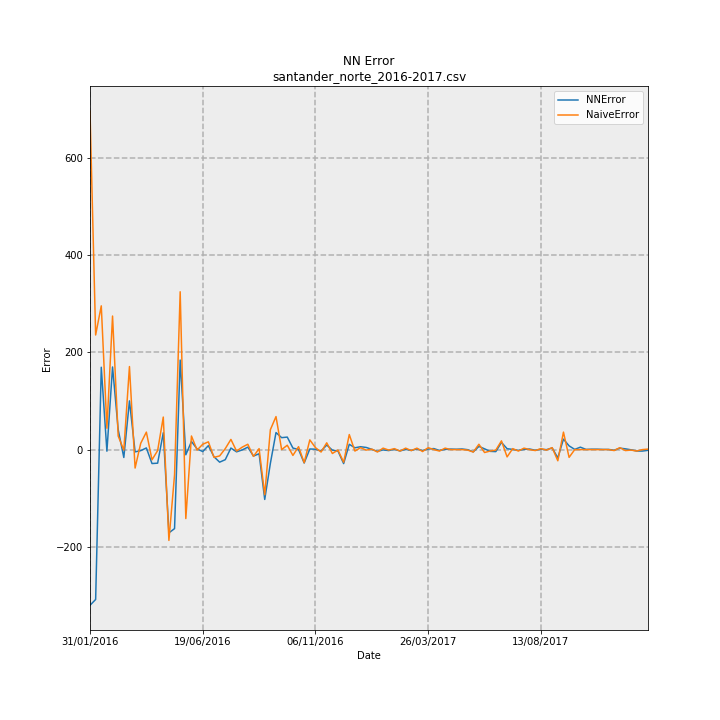 NN Error
santander_norte_2016-2017.csv
NNError
NaiveError
600
400
200
0
−200
Error
31/01/2016
19/06/2016
06/11/2016
26/03/2017
13/08/2017
Date